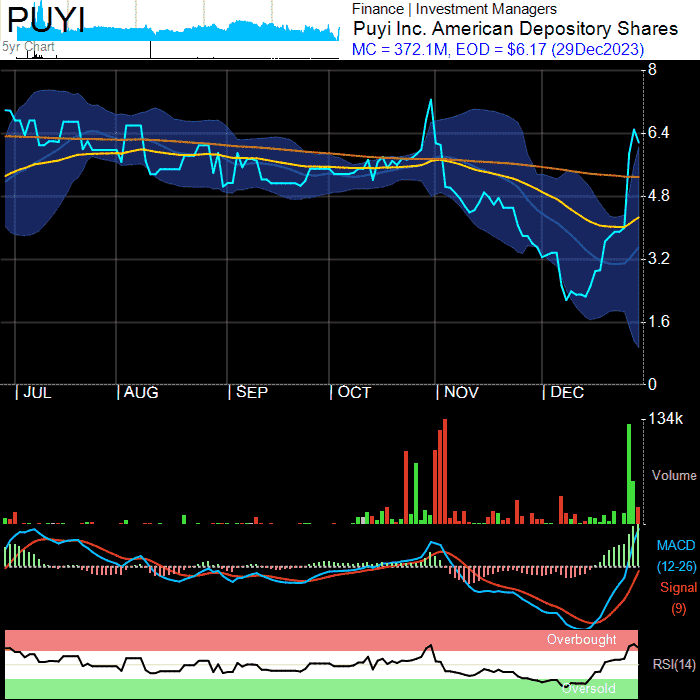 PUYI
5yr Chart
Finance | Investment Managers
Puyi Inc. American Depository Shares
MC = 372.1M, EOD = $6.17 (29Dec2023)
8
6.4
4.8
3.2
1.6
0
JUL AUG SEP OCT NOV DEC
134k
Volume
MACD
(12-26)
Signal
(9)
Overbought
RSI(14)
Oversold